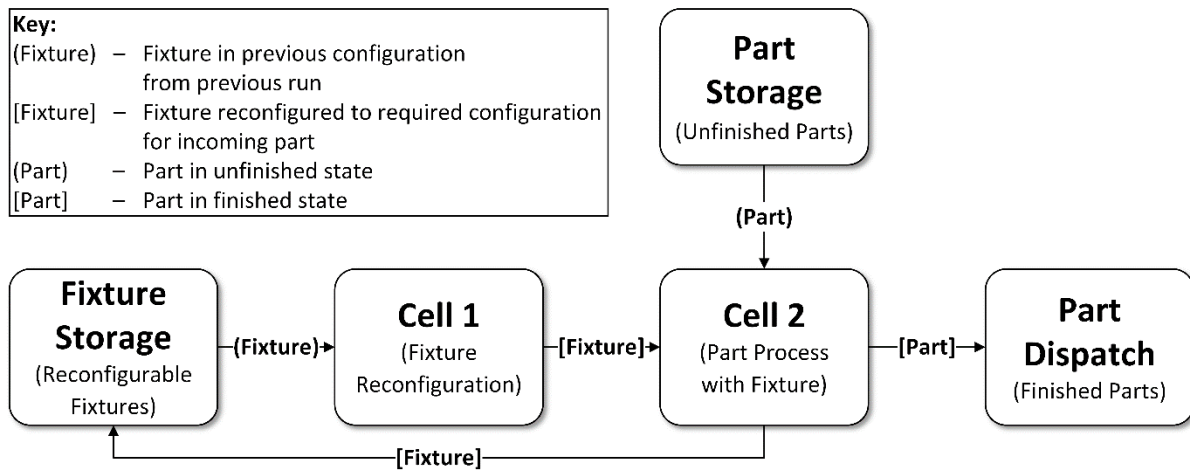 Key:
(Fixture) – Fixture in previous configuration
from previous run
[Fixture] – Fixture reconfigured to required configuration
for incoming part
(Part) – Part in unfinished state
[Part] – Part in finished state
Part
Storage
(Unfinished Parts)
(Part)
Fixture
Storage
(Reconfigurable
Fixtures)
(Fixture)
Cell 1
(Fixture
Reconfiguration)
[Fixture]
Cell 2
(Part Process
with Fixture)
[Part]
Part
Dispatch
(Finished Parts)
[Fixture]